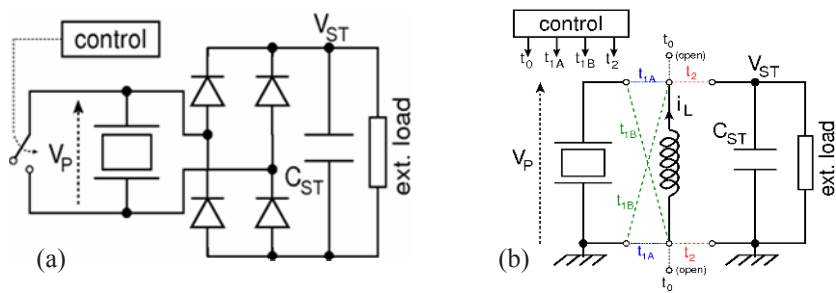 control
V_ST
V_P
C_ST
ext. load
(a)
control
t_0 t_1A t_1B t_2
t_0 (open)
t_1A t_2
V_ST
i_L
t_1B
V_P
C_ST
ext. load
t_1B
t_1A t_2
(b)
t_0 (open)